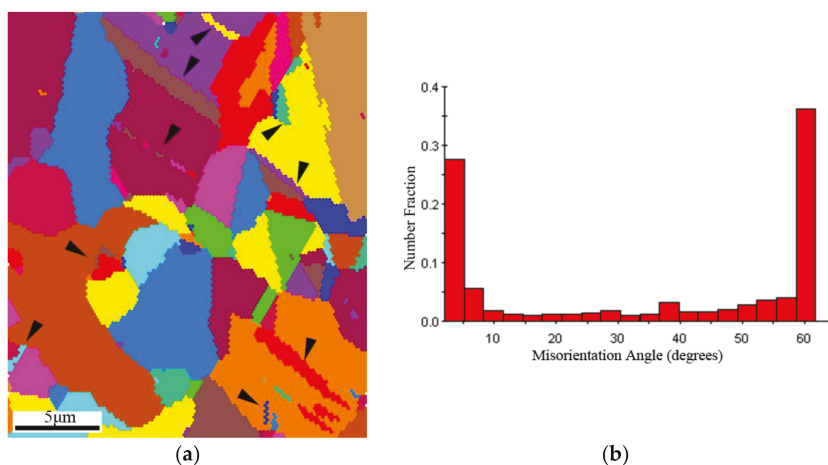 5μm
(a)
0.4
0.3
0.2
0.1
0.0
Number Fraction
10 20 30 40 50 60
Misorientation Angle (degrees)
(b)